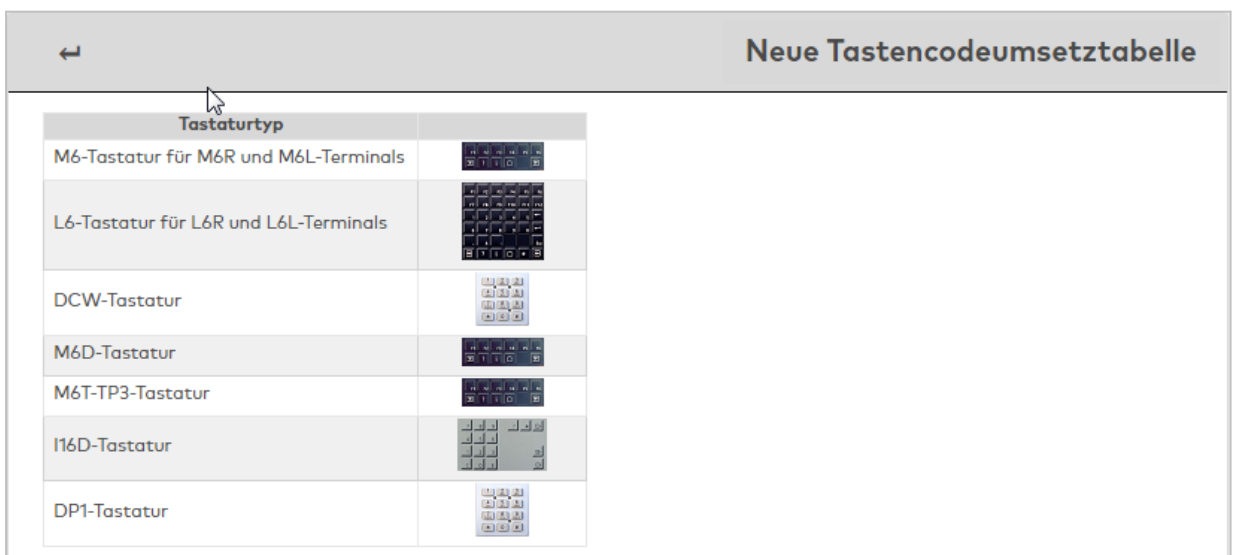 Neue Tastencodeumsetztabelle
Tastaturtyp
M6-Tastatur für M6R und M6L-Terminals
L6-Tastatur für L6R und L6L-Terminals
DCW-Tastatur
M6D-Tastatur
M6T-TP3-Tastatur
I16D-Tastatur
DP1-Tastatur